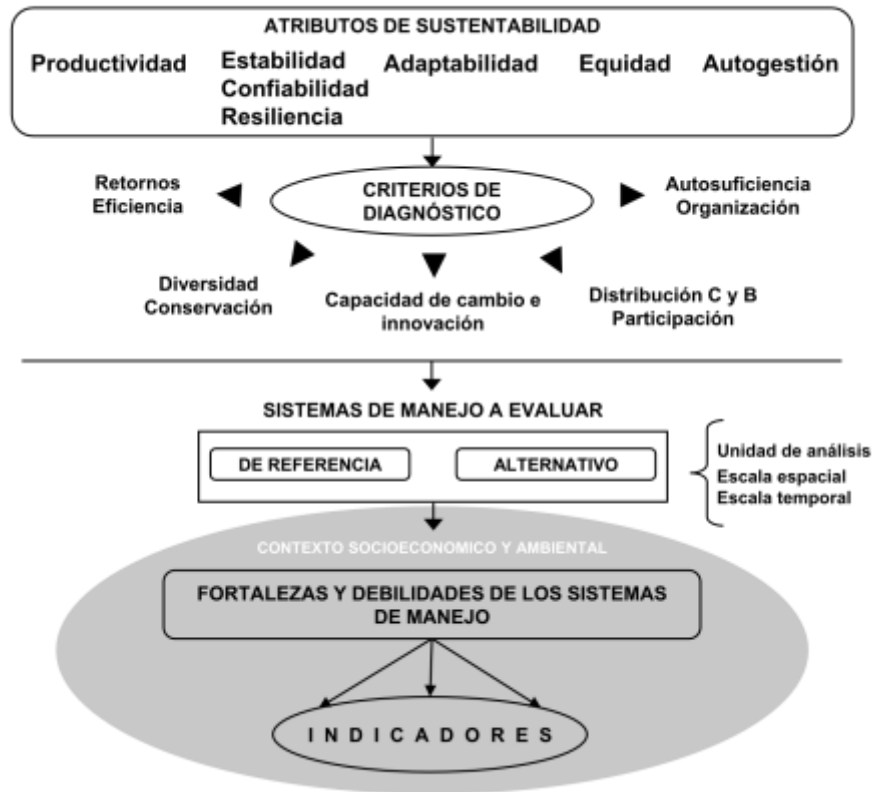 ATRIBUTOS DE SUSTENTABILIDAD
Productividad
Estabilidad
Confiabilidad
Resiliencia
Adaptabilidad
Equidad
Autogestión
CRITERIOS DE
DIAGNÓSTICO
Retornos
Eficiencia
Autosuficiencia
Organización
Diversidad
Conservación
Capacidad de cambio e
innovación
Distribución C y B
Participación
SISTEMAS DE MANEJO A EVALUAR
DE REFERENCIA
ALTERNATIVO
Unidad de análisis
Escala espacial
Escala temporal
CONTEXTO SOCIOECONOMICO Y AMBIENTAL
FORTALEZAS Y DEBILIDADES DE LOS SISTEMAS
DE MANEJO
I N D I C A D O R E S